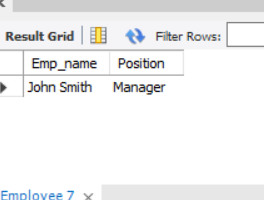 Result Grid Filter Rows:
Emp_name Position
John Smith Manager
Employee 7